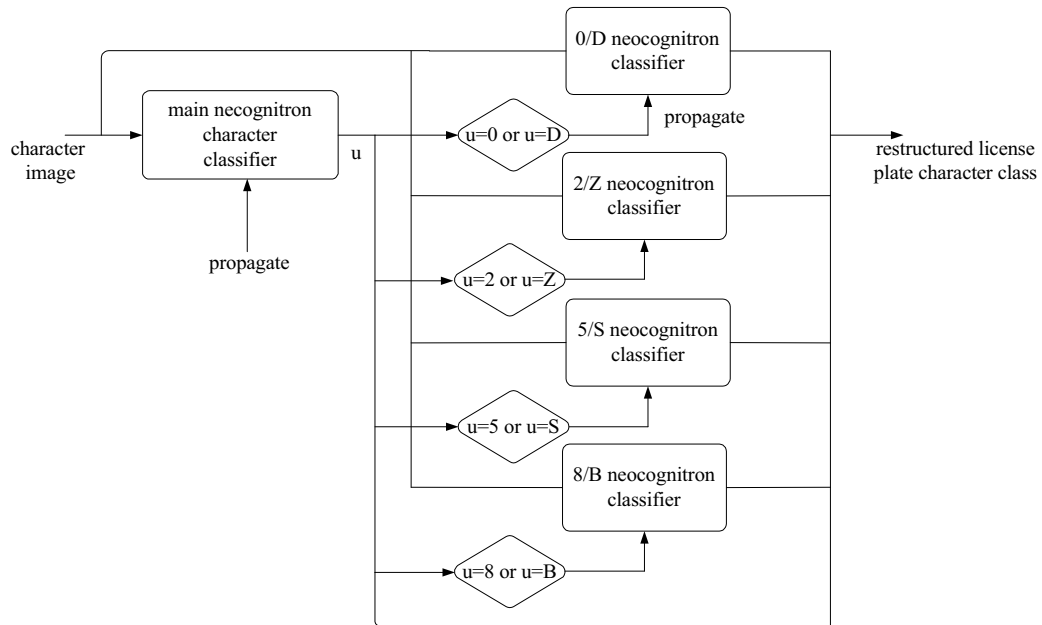 0/D neocognitron
classifier
main necognitron
character
classifier
propagate
u=0 or u=D
character
image
u
restructured license
plate character class
2/Z neocognitron
classifier
propagate
u=2 or u=Z
5/S neocognitron
classifier
u=5 or u=S
8/B neocognitron
classifier
u=8 or u=B